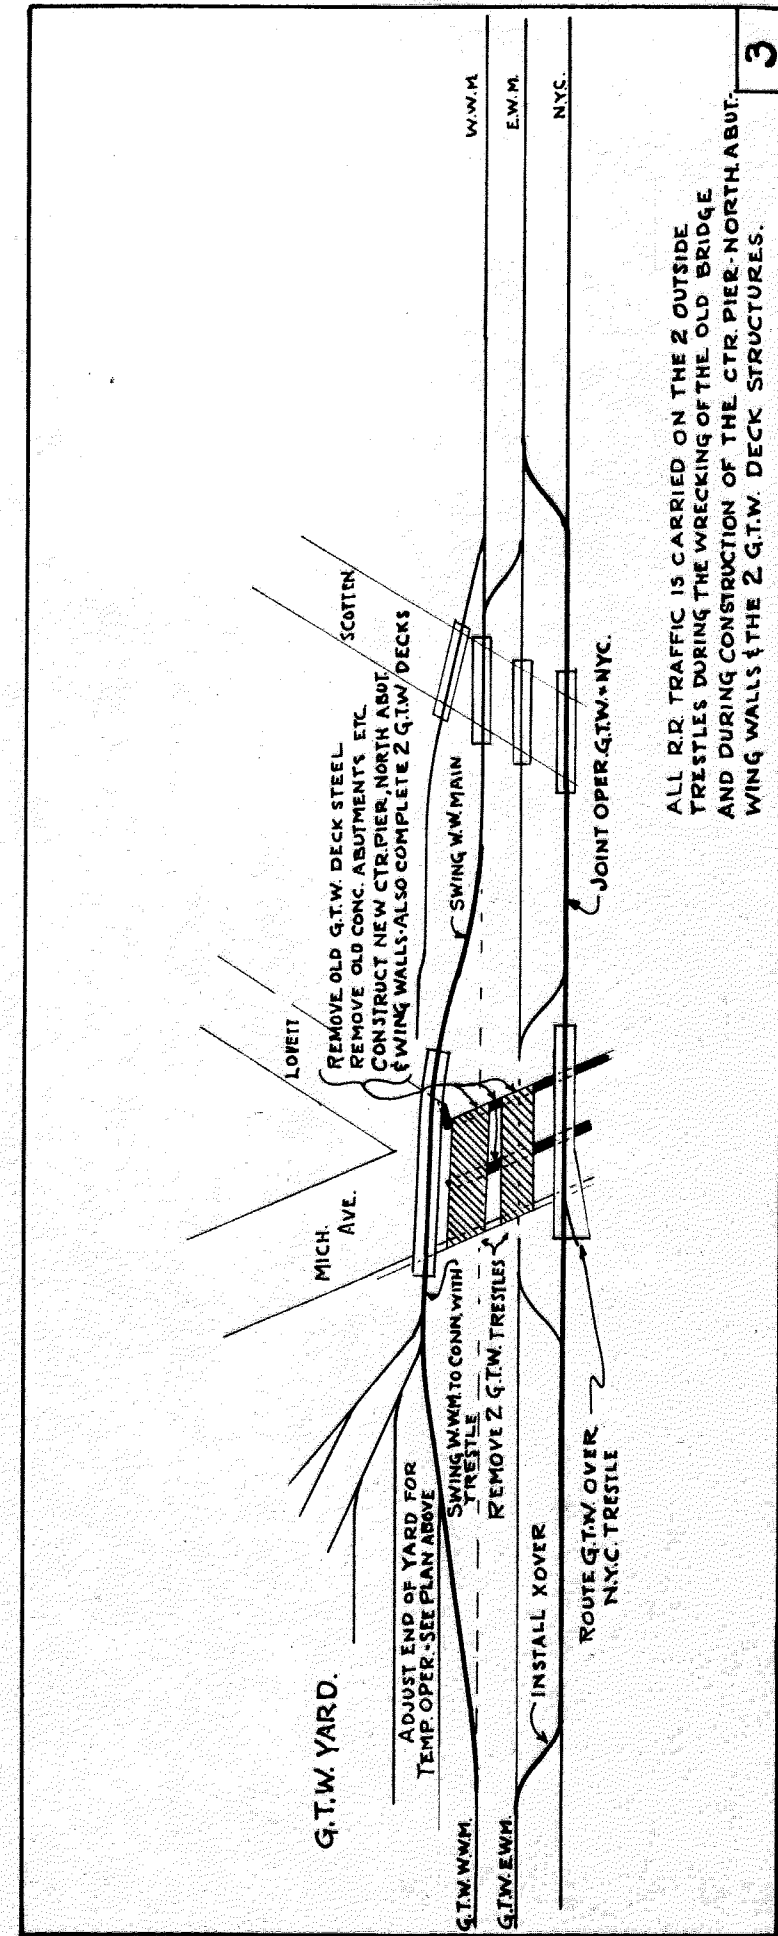 3
W.W.M.
E.W.M.
N.Y.C.
SCOTTEN
LOVETT
MICH.
AVE.
REMOVE OLD G.T.W. DECK STEEL
REMOVE OLD CONC. ABUTMENTS ETC.
CONSTRUCT NEW CTR. PIER, NORTH ABUT.
& WING WALLS - ALSO COMPLETE 2 G.T.W. DECKS
SWING W.W. MAIN
JOINT OPER. G.T.W. & N.Y.C.
G.T.W. YARD.
ADJUST END OF YARD FOR
TEMP. OPER. - SEE PLAN ABOVE
SWING W.W.M. TO CONN. WITH
TRESTLE
REMOVE 2 G.T.W. TRESTLES
INSTALL XOVER
ROUTE G.T.W. OVER
N.Y.C. TRESTLE
G.T.W. W.W.M.
G.T.W. E.W.M.
ALL R.R. TRAFFIC IS CARRIED ON THE 2 OUTSIDE
TRESTLES DURING THE WRECKING OF THE OLD BRIDGE
AND DURING CONSTRUCTION OF THE CTR. PIER - NORTH. ABUT. -
WING WALLS & THE 2 G.T.W. DECK STRUCTURES.